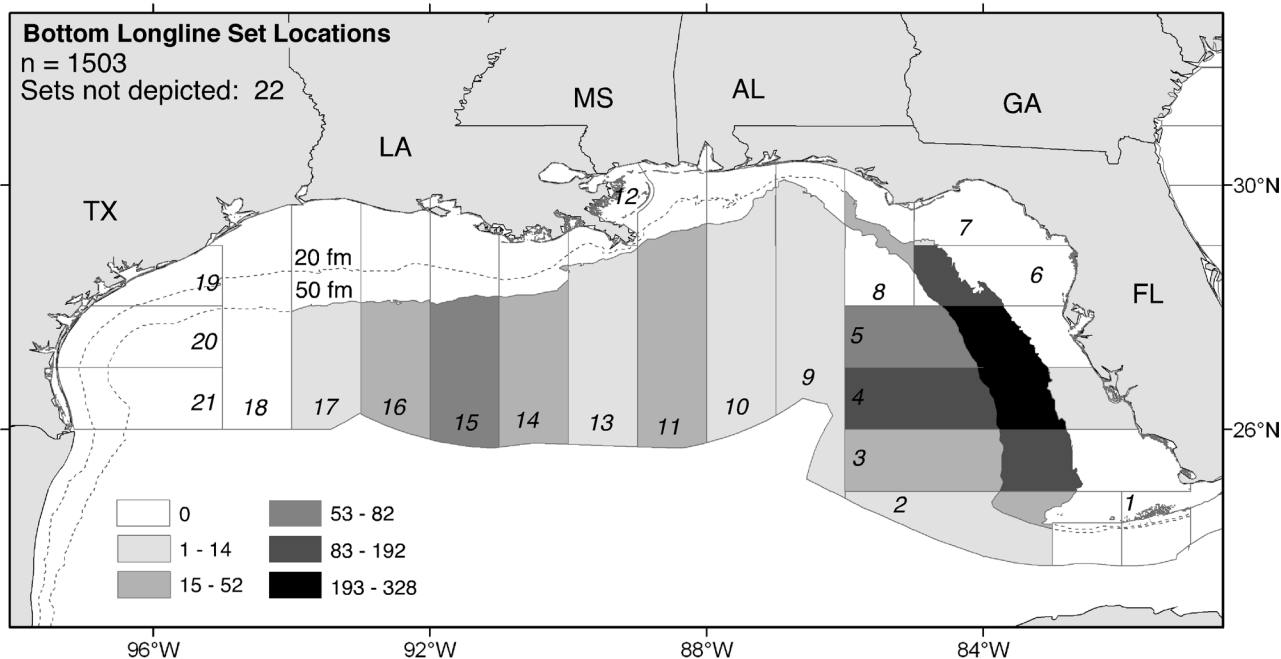 Bottom Longline Set Locations
n = 1503
Sets not depicted: 22
MS
AL
GA
LA
TX
FL
30°N
26°N
12
7
6
20 fm
50 fm
19
8
5
20
9
4
21
18
17
16
15
14
13
11
10
3
2
1
0
1 - 14
15 - 52
53 - 82
83 - 192
193 - 328
96°W
92°W
88°W
84°W